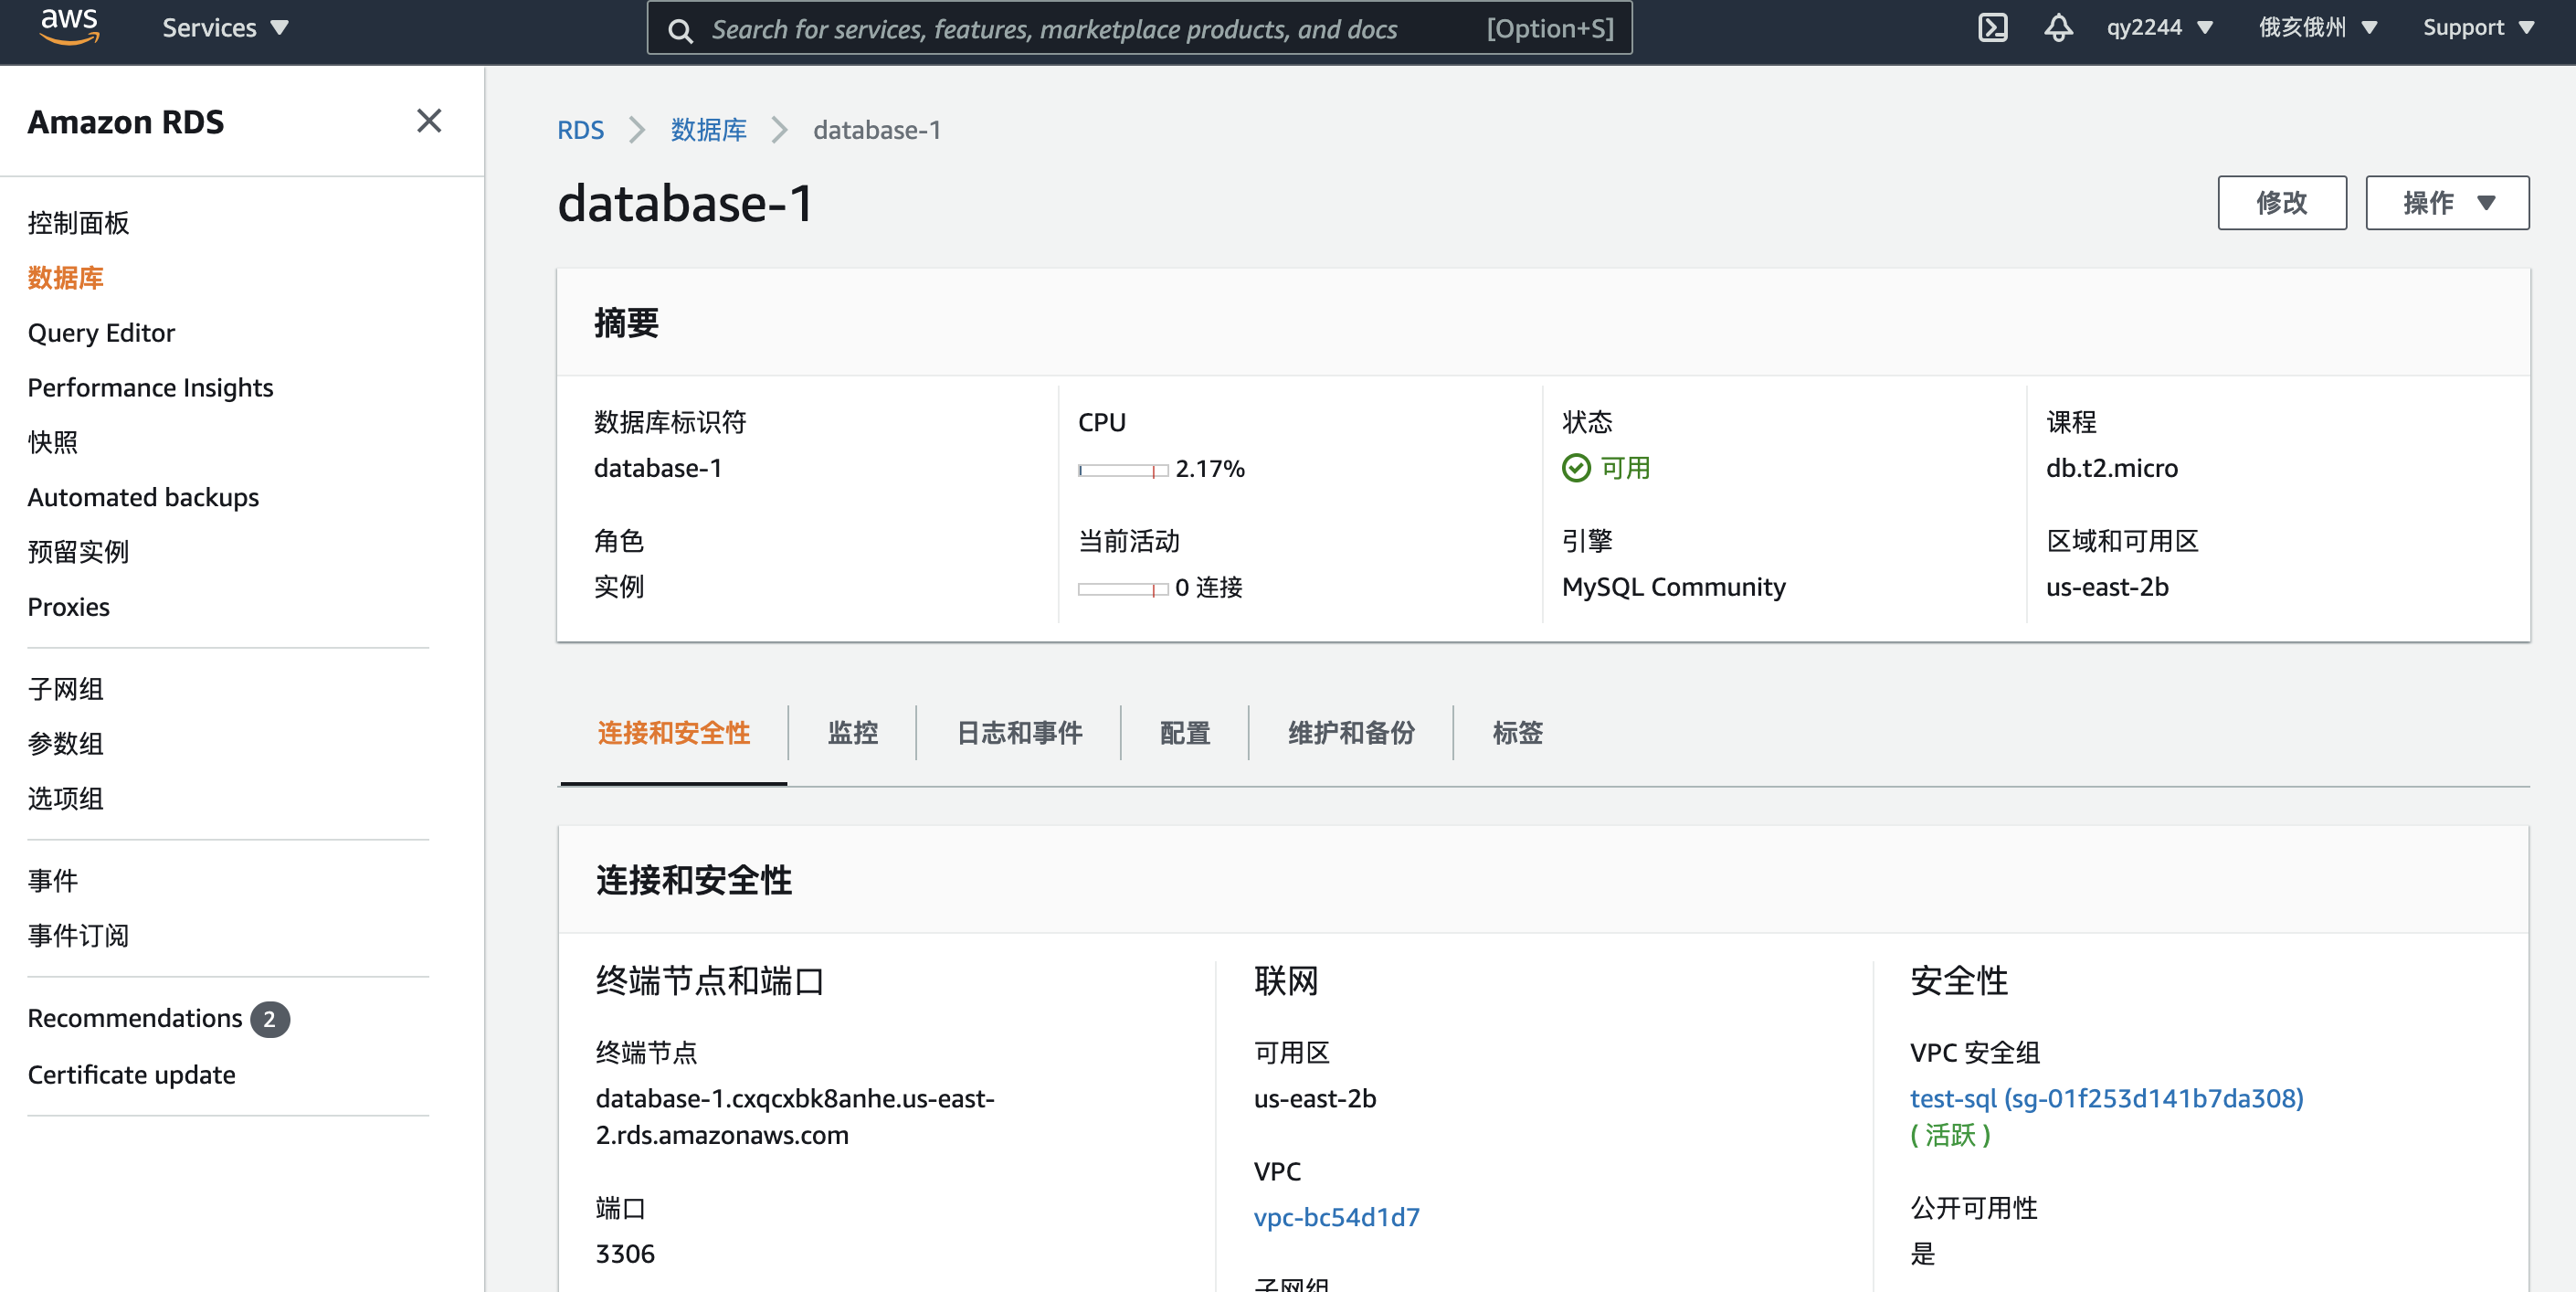 aws
Services
Search for services, features, marketplace products, and docs [Option+S]
qy2244
俄亥俄州
Support
Amazon RDS
控制面板
数据库
Query Editor
Performance Insights
快照
Automated backups
预留实例
Proxies
子网组
参数组
选项组
事件
事件订阅
Recommendations 2
Certificate update
RDS
数据库
database-1
database-1
修改
操作
摘要
数据库标识符
database-1
CPU
2.17%
状态
可用
课程
db.t2.micro
角色
实例
当前活动
0 连接
引擎
MySQL Community
区域和可用区
us-east-2b
连接和安全性
监控
日志和事件
配置
维护和备份
标签
连接和安全性
终端节点和端口
终端节点
database-1.cxqcxbk8anhe.us-east-
2.rds.amazonaws.com
端口
3306
联网
可用区
us-east-2b
VPC
vpc-bc54d1d7
子网组
安全性
VPC 安全组
test-sql (sg-01f253d141b7da308)
( 活跃 )
公开可用性
是